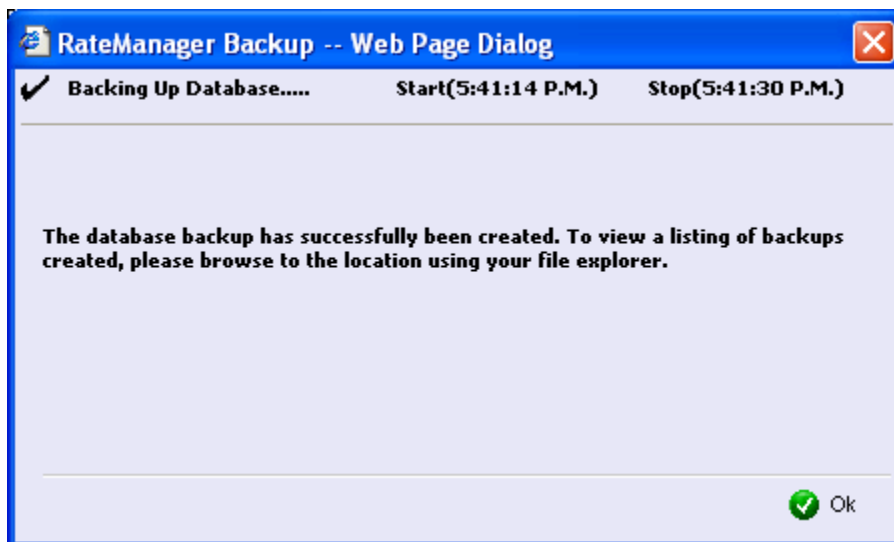 RateManager Backup -- Web Page Dialog
Backing Up Database..... Start(5:41:14 P.M.) Stop(5:41:30 P.M.)
The database backup has successfully been created. To view a listing of backups
created, please browse to the location using your file explorer.
Ok